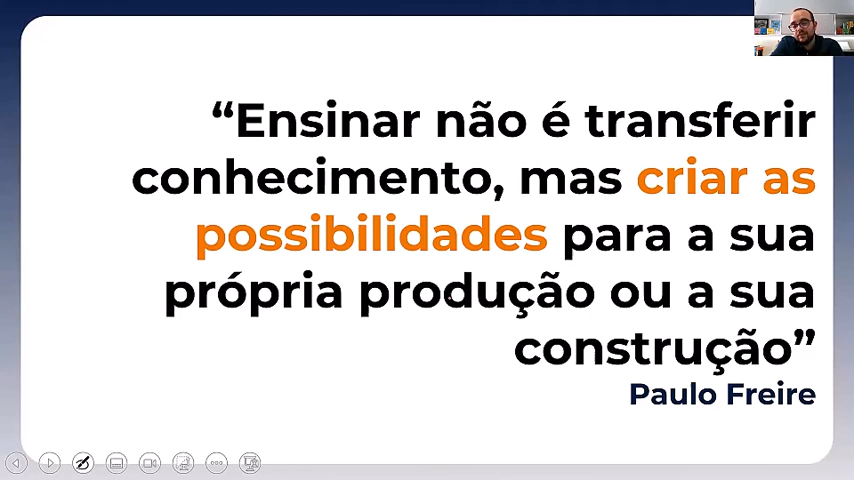 “Ensinar não é transferir
conhecimento, mas criar as
possibilidades para a sua
própria produção ou a sua
construção”
Paulo Freire